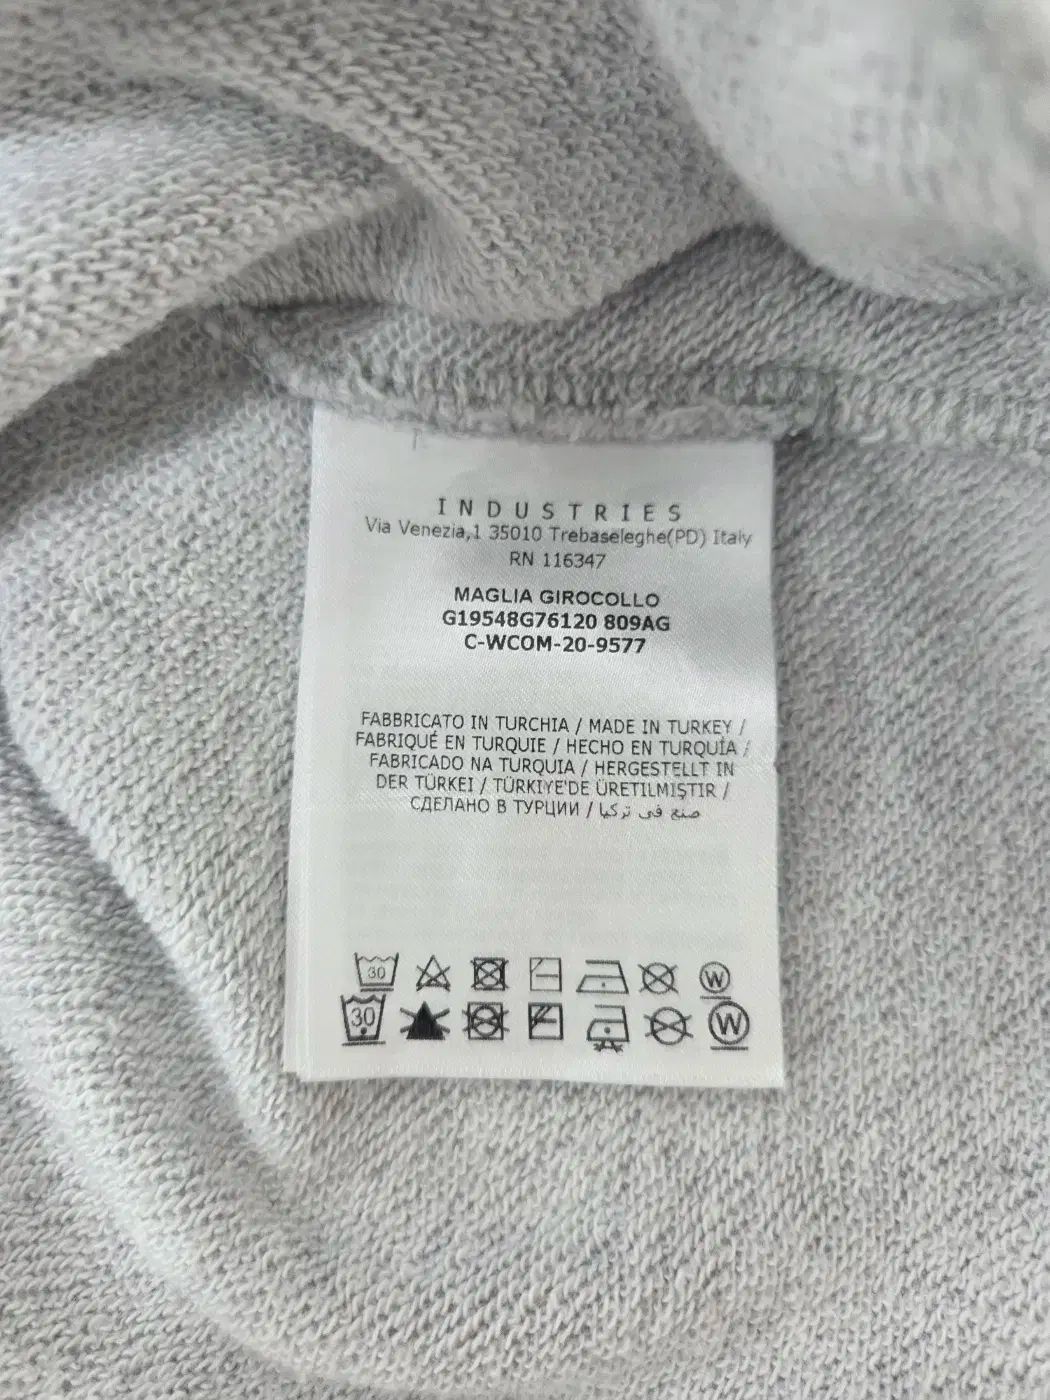 INDUSTRIES
Via Venezia,1 35010 Trebaseleghe(PD) Italy
RN 116347
MAGLIA GIROCOLLO
G19548G76120 809AG
C-WCOM-20-9577
FABBRICATO IN TURCHIA / MADE IN TURKEY /
FABRIQUÉ EN TURQUIE / HECHO EN TURQUÍA /
FABRICADO NA TURQUIA / HERGESTELLT IN
DER TÜRKEI / TÜRKIYE'DE ÜRETILMIŞTIR /
СДЕЛАНО В ТУРЦИИ / صنع في تركيا
30 W
30 W